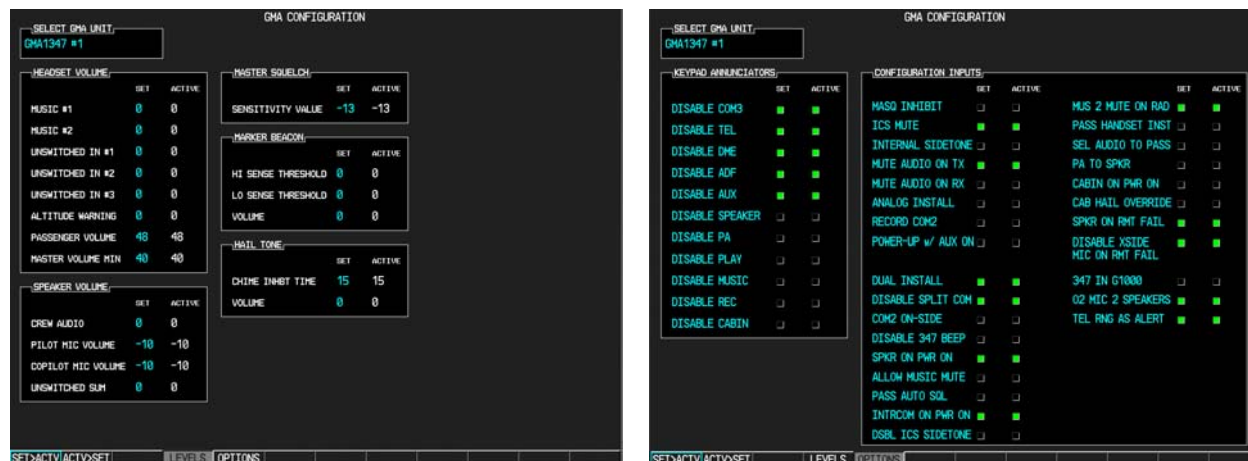 GMA CONFIGURATION
SELECT GMA UNIT
GMA1347 #1
HEADSET VOLUME
SET ACTIVE
MUSIC #1 0 0
MUSIC #2 0 0
UNSWITCHED IN #1 0 0
UNSWITCHED IN #2 0 0
UNSWITCHED IN #3 0 0
ALTITUDE WARNING 0 0
PASSENGER VOLUME 48 48
MASTER VOLUME MIN 40 40
SPEAKER VOLUME
SET ACTIVE
CREW AUDIO 0 0
PILOT MIC VOLUME -10 -10
COPILOT MIC VOLUME -10 -10
UNSWITCHED SUM 0 0
MASTER SQUELCH
SET ACTIVE
SENSITIVITY VALUE -13 -13
MARKER BEACON
SET ACTIVE
HI SENSE THRESHOLD 0 0
LO SENSE THRESHOLD 0 0
VOLUME 0 0
HAIL TONE
SET ACTIVE
CHIME INHBT TIME 15 15
VOLUME 0 0
SET>ACTV ACTV>SET LEVELS OPTIONS
GMA CONFIGURATION
SELECT GMA UNIT
GMA1347 #1
KEYPAD ANNUNCIATORS
SET ACTIVE
DISABLE COM3
DISABLE TEL
DISABLE DME
DISABLE ADF
DISABLE AUX
DISABLE SPEAKER
DISABLE PA
DISABLE PLAY
DISABLE MUSIC
DISABLE REC
DISABLE CABIN
CONFIGURATION INPUTS
SET ACTIVE
MASQ INHIBIT
ICS MUTE
INTERNAL SIDETONE
MUTE AUDIO ON TX
MUTE AUDIO ON RX
ANALOG INSTALL
RECORD COM2
POWER-UP w/ AUX ON
DUAL INSTALL
DISABLE SPLIT COM
COM2 ON-SIDE
DISABLE 347 BEEP
SPKR ON PWR ON
ALLOW MUSIC MUTE
PASS AUTO SQL
INTRCOM ON PWR ON
DSBL ICS SIDETONE
SET ACTIVE
MUS 2 MUTE ON RAD
PASS HANDSET INST
SEL AUDIO TO PASS
PA TO SPKR
CABIN ON PWR ON
CAB HAIL OVERRIDE
SPKR ON RMT FAIL
DISABLE XSIDE
MIC ON RMT FAIL
347 IN G1000
O2 MIC 2 SPEAKERS
TEL RNG AS ALERT
SET>ACTV ACTV>SET LEVELS OPTIONS